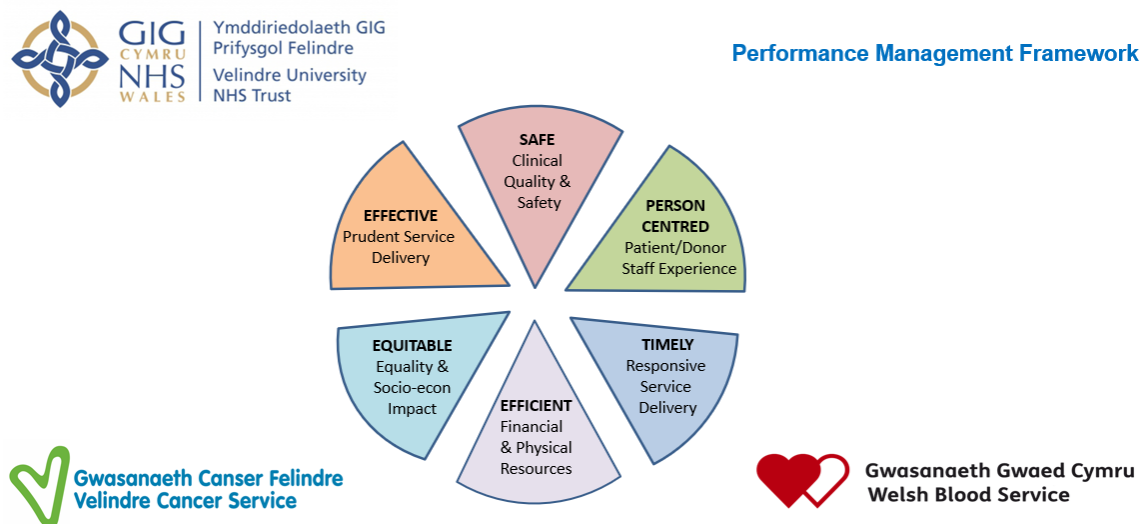 GIG
CYMRU
NHS
WALES
Ymddiriedolaeth GIG
Prifysgol Felindre
Velindre University
NHS Trust
Performance Management Framework
SAFE
Clinical
Quality &
Safety
PERSON
CENTRED
Patient/Donor
Staff Experience
TIMELY
Responsive
Service
Delivery
EFFICIENT
Financial
& Physical
Resources
EQUITABLE
Equality &
Socio-econ
Impact
EFFECTIVE
Prudent Service
Delivery
Gwasanaeth Canser Felindre
Velindre Cancer Service
Gwasanaeth Gwaed Cymru
Welsh Blood Service